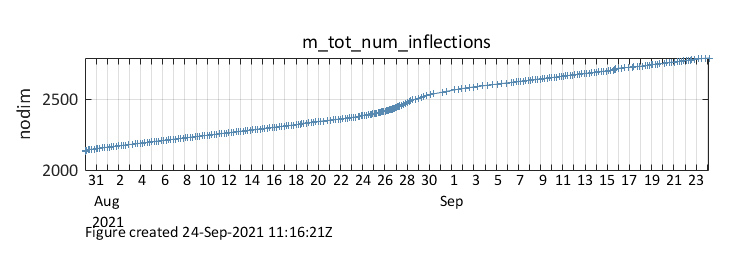 m_tot_num_inflections
nodim
2500
2000
31 2 4 6 8 10 12 14 16 18 20 22 24 26 28 30 1 3 5 7 9 11 13 15 17 19 21 23
Aug Sep
2021
Figure created 24-Sep-2021 11:16:21Z